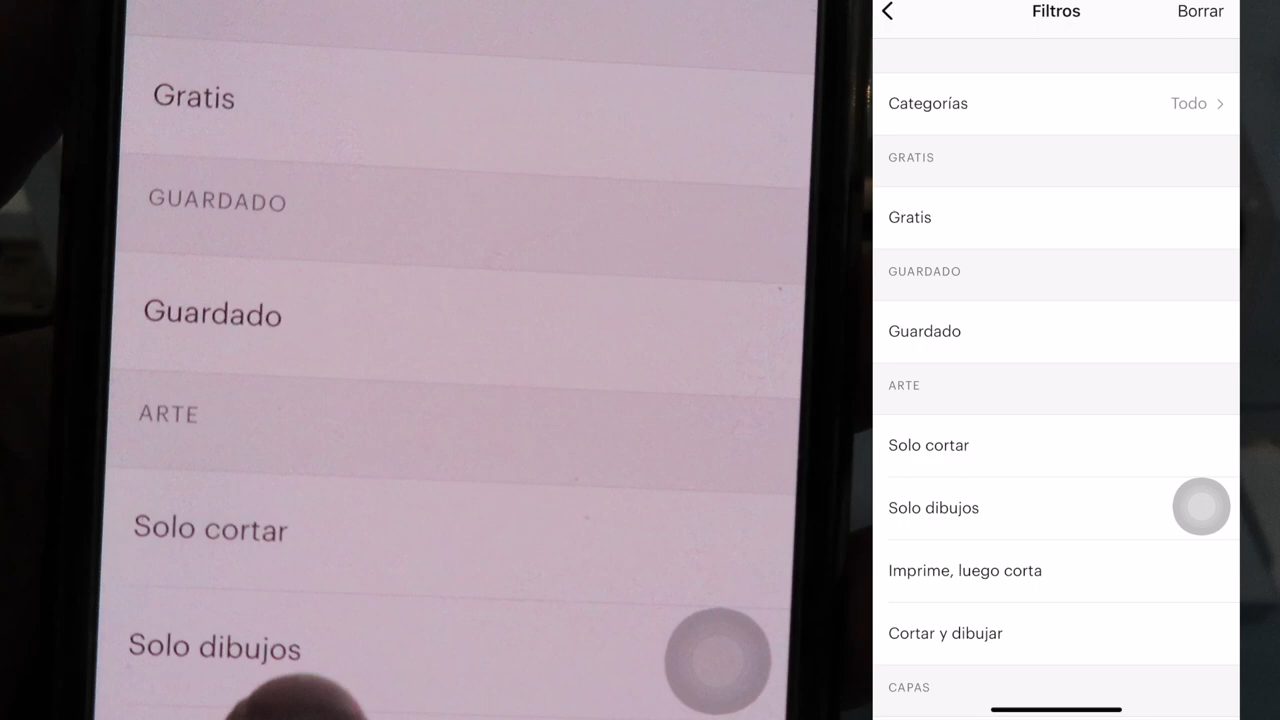 Gratis
GUARDADO
Guardado
ARTE
Solo cortar
Solo dibujos
Filtros
Borrar
Categorías
Todo
GRATIS
Gratis
GUARDADO
Guardado
ARTE
Solo cortar
Solo dibujos
Imprime, luego corta
Cortar y dibujar
CAPAS